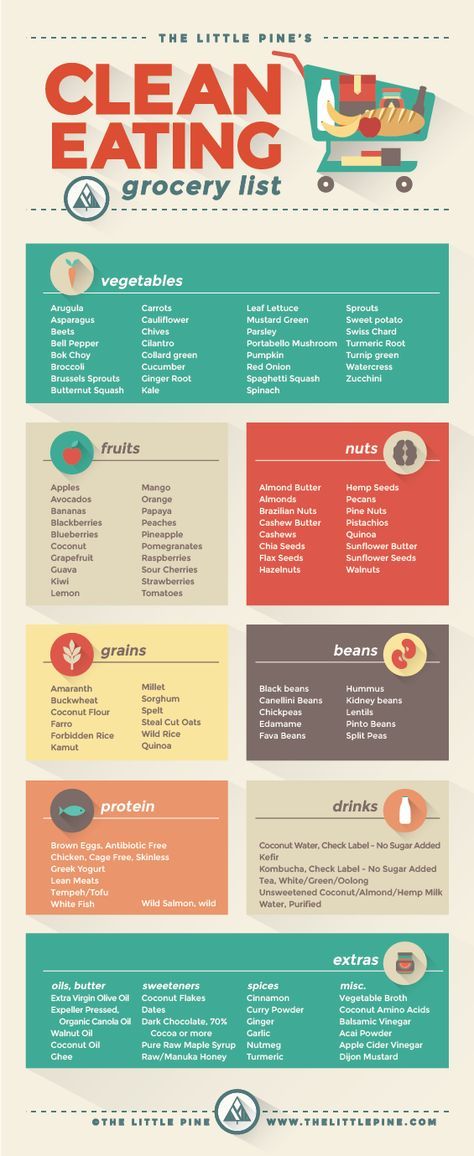 THE LITTLE PINE'S
CLEAN
EATING
grocery list
vegetables
Arugula
Asparagus
Beets
Bell Pepper
Bok Choy
Broccoli
Brussels Sprouts
Butternut Squash
Carrots
Cauliflower
Chives
Cilantro
Collard green
Cucumber
Ginger Root
Kale
Leaf Lettuce
Mustard Green
Parsley
Portabello Mushroom
Pumpkin
Red Onion
Spaghetti Squash
Spinach
Sprouts
Sweet potato
Swiss Chard
Turmeric Root
Turnip green
Watercress
Zucchini
fruits
Apples
Avocados
Bananas
Blackberries
Blueberries
Coconut
Grapefruit
Guava
Kiwi
Lemon
Mango
Orange
Papaya
Peaches
Pineapple
Pomegranates
Raspberries
Sour Cherries
Strawberries
Tomatoes
nuts
Almond Butter
Almonds
Brazilian Nuts
Cashew Butter
Cashews
Chia Seeds
Flax Seeds
Hazelnuts
Hemp Seeds
Pecans
Pine Nuts
Pistachios
Quinoa
Sunflower Butter
Sunflower Seeds
Walnuts
grains
Amaranth
Buckwheat
Coconut Flour
Farro
Forbidden Rice
Kamut
Millet
Sorghum
Spelt
Steal Cut Oats
Wild Rice
Quinoa
beans
Black beans
Canellini Beans
Chickpeas
Edamame
Fava Beans
Hummus
Kidney beans
Lentils
Pinto Beans
Split Peas
protein
Brown Eggs, Antibiotic Free
Chicken, Cage Free, Skinless
Greek Yogurt
Lean Meats
Tempeh/Tofu
White Fish
Wild Salmon, wild
drinks
Coconut Water, Check Label - No Sugar Added
Kefir
Kombucha, Check Label - No Sugar Added
Tea, White/Green/Oolong
Unsweetened Coconut/Almond/Hemp Milk
Water, Purified
extras
oils, butter
Extra Virgin Olive Oil
Expeller Pressed,
Organic Canola Oil
Walnut Oil
Coconut Oil
Ghee
sweeteners
Coconut Flakes
Dates
Dark Chocolate, 70%
Cocoa or more
Pure Raw Maple Syrup
Raw/Manuka Honey
spices
Cinnamon
Curry Powder
Ginger
Garlic
Nutmeg
Turmeric
misc.
Vegetable Broth
Coconut Amino Acids
Balsamic Vinegar
Acai Powder
Apple Cider Vinegar
Dijon Mustard
©THE LITTLE PINE
WWW.THELITTLEPINE.COM